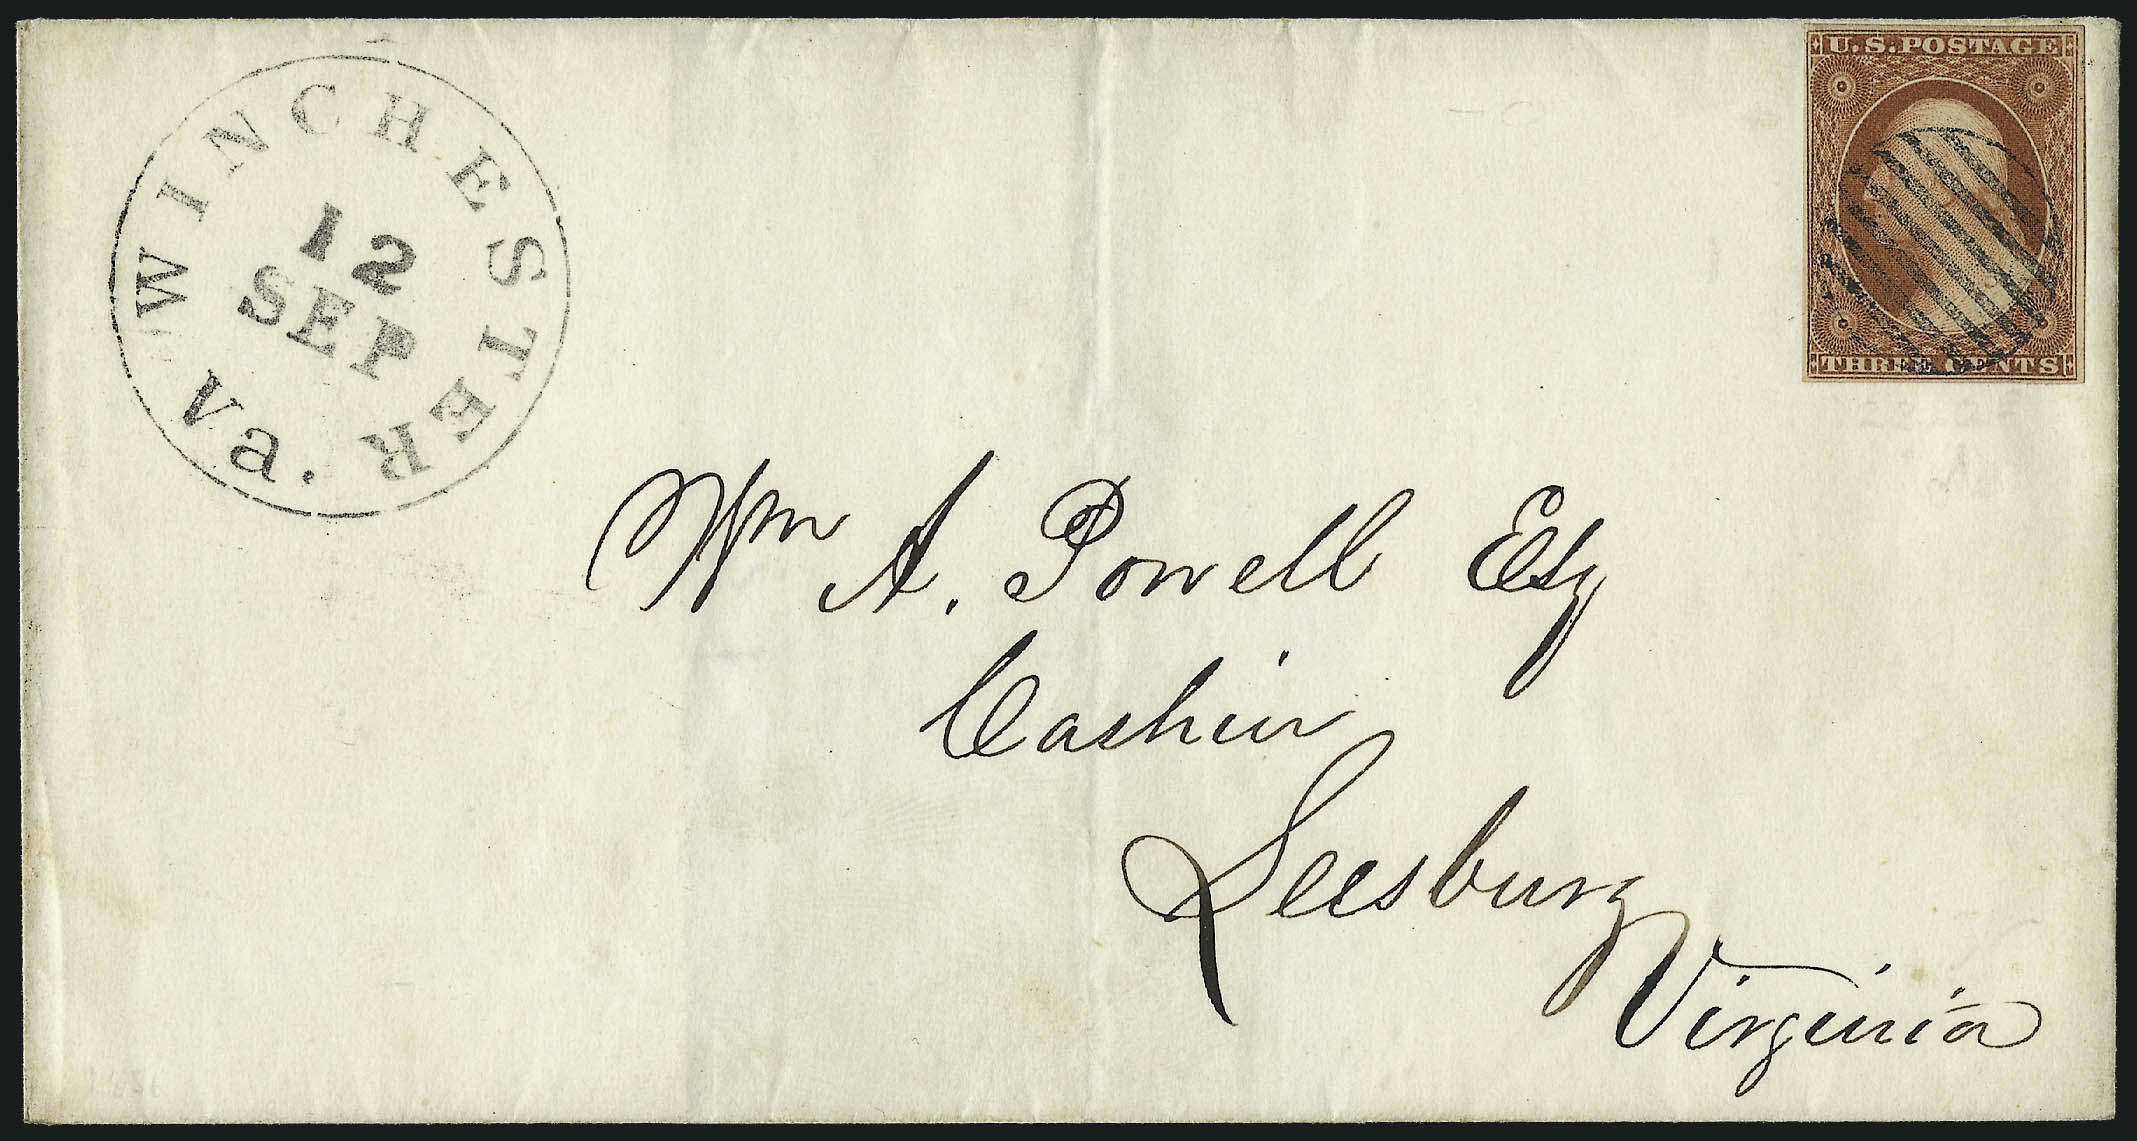 WINCHESTER Va.
12
SEP
U.S. POSTAGE
THREE CENTS
Wm A. Powell Esq
Cashier
Leesburg
Virginia